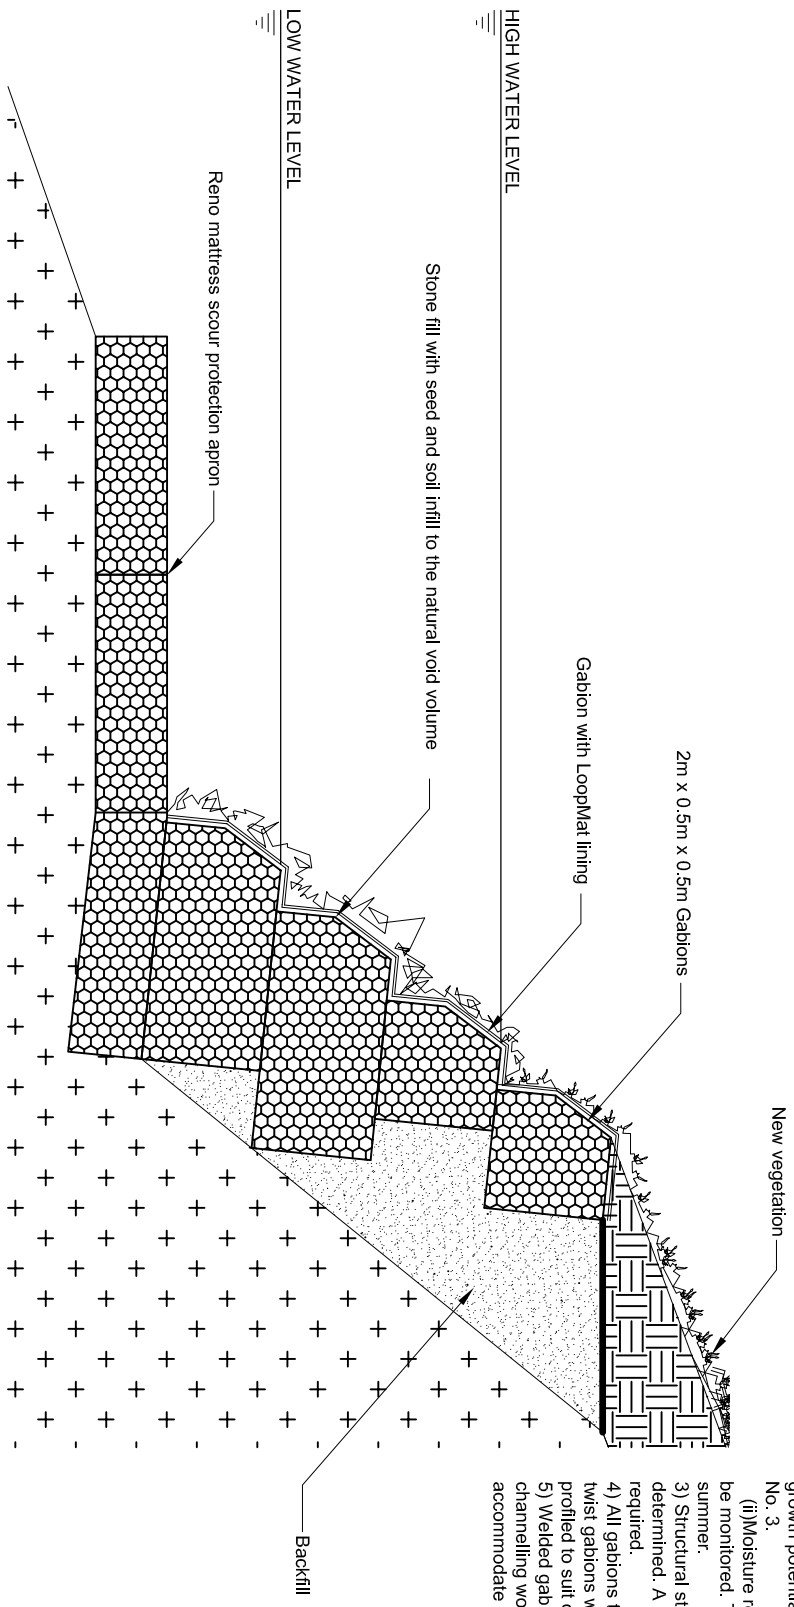 HIGH WATER LEVEL
LOW WATER LEVEL
Reno mattress scour protection apron
Stone fill with seed and soil infill to the natural void volume
Gabion with LoopMat lining
2m x 0.5m x 0.5m Gabions
New vegetation
Backfill
No. 3.
(ii)Moisture
be monitored.
summer.
3) Structural
determined. A
required.
4) All gabions
twist gabions
profiled to suit
5) Welded
channelling
accommodate